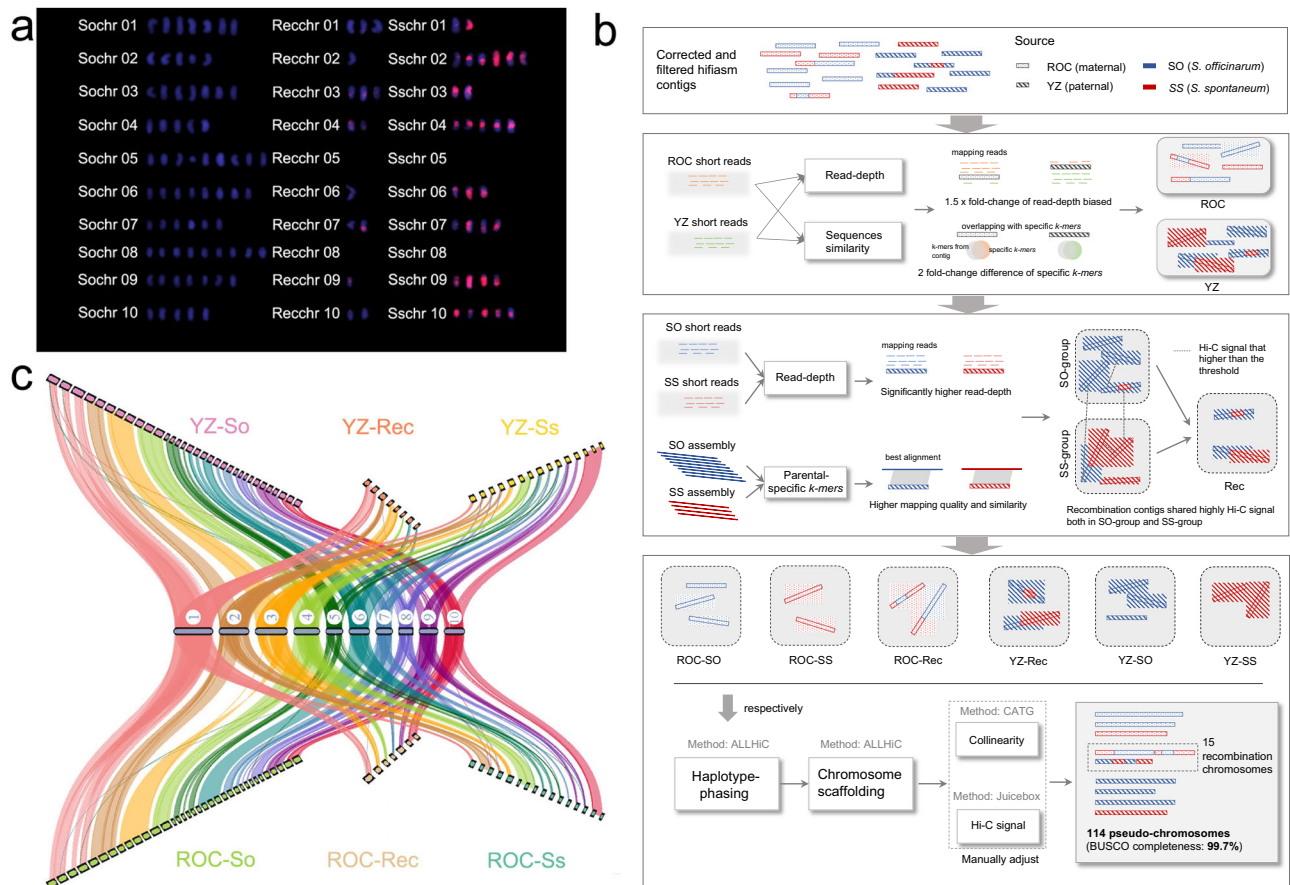 a
Sochr 01
Recchr 01
Sschr 01
Sochr 02
Recchr 02
Sschr 02
Sochr 03
Recchr 03
Sschr 03
Sochr 04
Recchr 04
Sschr 04
Sochr 05
Recchr 05
Sschr 05
Sochr 06
Recchr 06
Sschr 06
Sochr 07
Recchr 07
Sschr 07
Sochr 08
Recchr 08
Sschr 08
Sochr 09
Recchr 09
Sschr 09
Sochr 10
Recchr 10
Sschr 10
b
Corrected and
filtered hifiasm
contigs
Source
ROC (maternal)
SO (S. officinarum)
YZ (paternal)
SS (S. spontaneum)
ROC short reads
YZ short reads
Read-depth
Sequences
similarity
mapping reads
1.5 x fold-change of read-depth biased
overlapping with specific k-mers
k-mers from
contig
specific k-mers
2 fold-change difference of specific k-mers
ROC
YZ
SO short reads
SS short reads
Read-depth
mapping reads
Significantly higher read-depth
SO assembly
SS assembly
Parental-
specific k-mers
best alignment
Higher mapping quality and similarity
SO-group
SS-group
Hi-C signal that
higher than the
threshold
Rec
Recombination contigs shared highly Hi-C signal
both in SO-group and SS-group
ROC-SO
ROC-SS
ROC-Rec
YZ-Rec
YZ-SO
YZ-SS
respectively
Method: ALLHiC
Haplotype-
phasing
Method: ALLHiC
Chromosome
scaffolding
Method: CATG
Collinearity
Method: Juicebox
Hi-C signal
Manually adjust
15
recombination
chromosomes
114 pseudo-chromosomes
(BUSCO completeness: 99.7%)
c
YZ-So
YZ-Rec
YZ-Ss
1
2
3
4
5
6
7
8
9
10
ROC-So
ROC-Rec
ROC-Ss